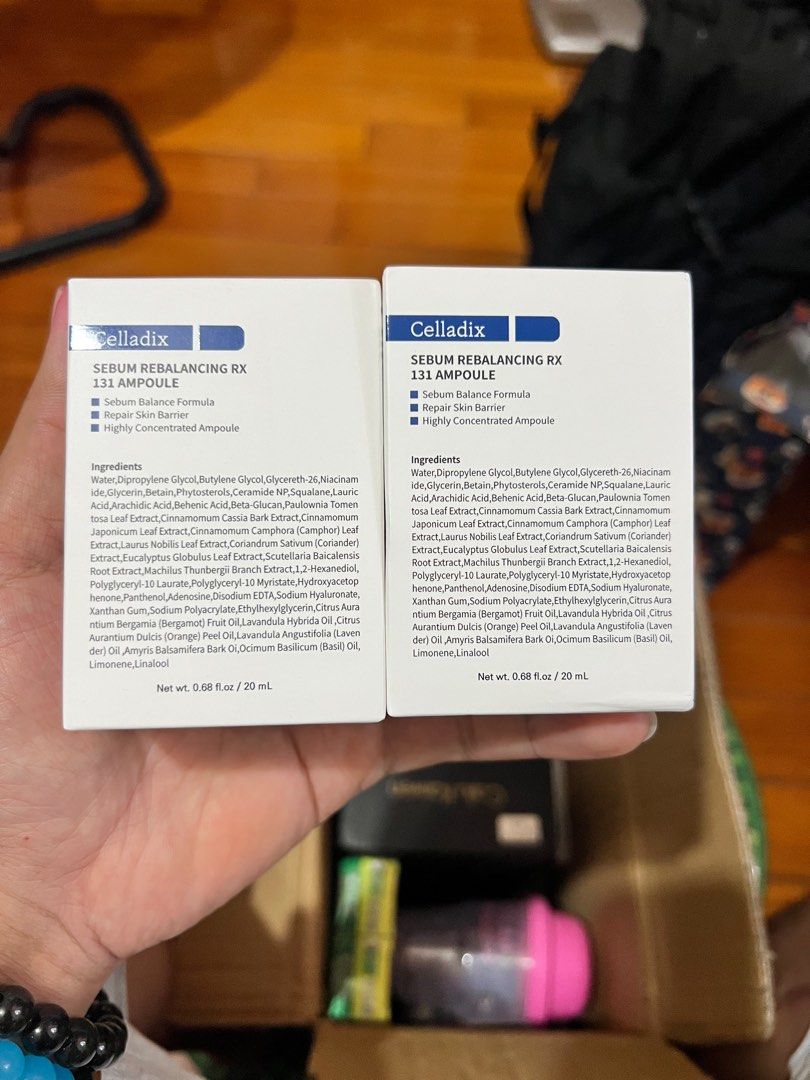 Celladix
SEBUM REBALANCING RX
131 AMPOULE
Sebum Balance Formula
Repair Skin Barrier
Highly Concentrated Ampoule
Ingredients
Water,Dipropylene Glycol,Butylene Glycol,Glycereth-26,Niacinam
ide,Glycerin,Betain,Phytosterols,Ceramide NP,Squalane,Lauric
Acid,Arachidic Acid,Behenic Acid,Beta-Glucan,Paulownia Tomen
tosa Leaf Extract,Cinnamomum Cassia Bark Extract,Cinnamomum
Japonicum Leaf Extract,Cinnamomum Camphora (Camphor) Leaf
Extract,Laurus Nobilis Leaf Extract,Coriandrum Sativum (Coriander)
Extract,Eucalyptus Globulus Leaf Extract,Scutellaria Baicalensis
Root Extract,Machilus Thunbergii Branch Extract,1,2-Hexanediol,
Polyglyceryl-10 Laurate,Polyglyceryl-10 Myristate,Hydroxyacetop
henone,Panthenol,Adenosine,Disodium EDTA,Sodium Hyaluronate,
Xanthan Gum,Sodium Polyacrylate,Ethylhexylglycerin,Citrus Aura
ntium Bergamia (Bergamot) Fruit Oil,Lavandula Hybrida Oil ,Citrus
Aurantium Dulcis (Orange) Peel Oil,Lavandula Angustifolia (Laven
der) Oil ,Amyris Balsamifera Bark Oi,Ocimum Basilicum (Basil) Oil,
Limonene,Linalool
Net wt. 0.68 fl.oz / 20 mL
Celladix
SEBUM REBALANCING RX
131 AMPOULE
Sebum Balance Formula
Repair Skin Barrier
Highly Concentrated Ampoule
Ingredients
Water,Dipropylene Glycol,Butylene Glycol,Glycereth-26,Niacinam
ide,Glycerin,Betain,Phytosterols,Ceramide NP,Squalane,Lauric
Acid,Arachidic Acid,Behenic Acid,Beta-Glucan,Paulownia Tomen
tosa Leaf Extract,Cinnamomum Cassia Bark Extract,Cinnamomum
Japonicum Leaf Extract,Cinnamomum Camphora (Camphor) Leaf
Extract,Laurus Nobilis Leaf Extract,Coriandrum Sativum (Coriander)
Extract,Eucalyptus Globulus Leaf Extract,Scutellaria Baicalensis
Root Extract,Machilus Thunbergii Branch Extract,1,2-Hexanediol,
Polyglyceryl-10 Laurate,Polyglyceryl-10 Myristate,Hydroxyacetop
henone,Panthenol,Adenosine,Disodium EDTA,Sodium Hyaluronate,
Xanthan Gum,Sodium Polyacrylate,Ethylhexylglycerin,Citrus Aura
ntium Bergamia (Bergamot) Fruit Oil,Lavandula Hybrida Oil ,Citrus
Aurantium Dulcis (Orange) Peel Oil,Lavandula Angustifolia (Laven
der) Oil ,Amyris Balsamifera Bark Oi,Ocimum Basilicum (Basil) Oil,
Limonene,Linalool
Net wt. 0.68 fl.oz / 20 mL